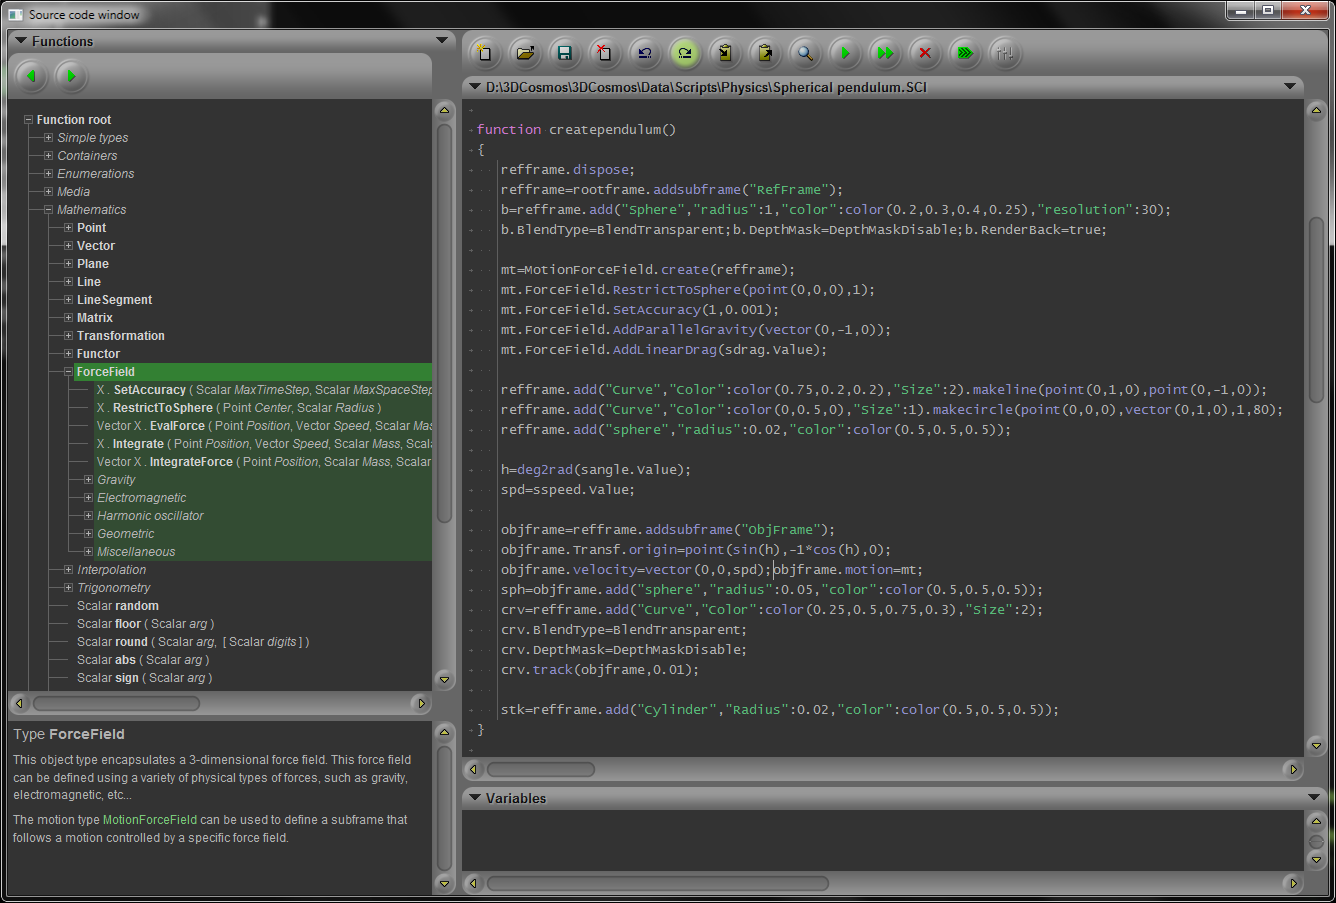 Source code window
Functions
Function root
Simple types
Containers
Enumerations
Media
Mathematics
Point
Vector
Plane
Line
LineSegment
Matrix
Transformation
Functor
ForceField
X . SetAccuracy ( Scalar MaxTimeStep, Scalar MaxSpaceStep
X . RestrictToSphere ( Point Center, Scalar Radius )
Vector X . EvalForce ( Point Position, Vector Speed, Scalar Mas
X . Integrate ( Point Position, Vector Speed, Scalar Mass, Scala
Vector X . IntegrateForce ( Point Position, Scalar Mass, Scalar
Gravity
Electromagnetic
Harmonic oscillator
Geometric
Miscellaneous
Interpolation
Trigonometry
Scalar random
Scalar floor ( Scalar arg )
Scalar round ( Scalar arg, [ Scalar digits ] )
Scalar abs ( Scalar arg )
Scalar sign ( Scalar arg )
Type ForceField
This object type encapsulates a 3-dimensional force field. This force field
can be defined using a variety of physical types of forces, such as gravity,
electromagnetic, etc...
The motion type MotionForceField can be used to define a subframe that
follows a motion controlled by a specific force field.
D:\3DCosmos\3DCosmos\Data\Scripts\Physics\Spherical pendulum.SCI
function creatependulum()
{
refframe.dispose;
refframe=rootframe.addsubframe("RefFrame");
b=refframe.add("Sphere","radius":1,"color":color(0.2,0.3,0.4,0.25),"resolution":30);
b.BlendType=BlendTransparent;b.DepthMask=DepthMaskDisable;b.RenderBack=true;
mt=MotionForceField.create(refframe);
mt.ForceField.RestrictToSphere(point(0,0,0),1);
mt.ForceField.SetAccuracy(1,0.001);
mt.ForceField.AddParallelGravity(vector(0,-1,0));
mt.ForceField.AddLinearDrag(sdrag.Value);
refframe.add("Curve","Color":color(0.75,0.2,0.2),"Size":2).makeline(point(0,1,0),point(0,-1,0));
refframe.add("Curve","Color":color(0,0.5,0),"Size":1).makecircle(point(0,0,0),vector(0,1,0),1,80);
refframe.add("sphere","radius":0.02,"color":color(0.5,0.5,0.5));
h=deg2rad(sangle.Value);
spd=sspeed.Value;
objframe=refframe.addsubframe("ObjFrame");
objframe.Transf.origin=point(sin(h),-1*cos(h),0);
objframe.velocity=vector(0,0,spd);objframe.motion=mt;
sph=objframe.add("sphere","radius":0.05,"color":color(0.5,0.5,0.5));
crv=refframe.add("Curve","Color":color(0.25,0.5,0.75,0.3),"Size":2);
crv.BlendType=BlendTransparent;
crv.DepthMask=DepthMaskDisable;
crv.track(objframe,0.01);
stk=refframe.add("Cylinder","Radius":0.02,"color":color(0.5,0.5,0.5));
}
Variables